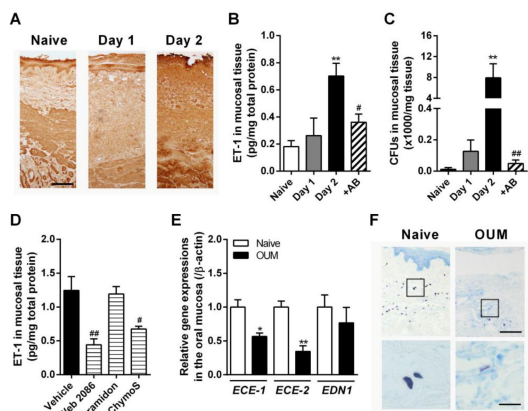 A
Naive
Day 1
Day 2
B
ET-1 in mucosal tissue
(pg/mg total protein)
1.0
0.8
0.6
0.4
0.2
0.0
**
#
Naive
Day 1
Day 2
+AB
C
CFUs in mucosal tissue
(x1000/mg tissue)
16
12
8
4
0.4
0.2
0.0
**
##
Naive
Day 1
Day 2
+AB
D
ET-1 in mucosal tissue
(pg/mg total protein)
2.0
1.5
1.0
0.5
0.0
##
#
Vehicle
eb 2086
ramidon
ChymoS
E
Relative gene expressions
in the oral mucosa (/β-actin)
2.0
1.5
1.0
0.5
0.0
Naive
OUM
*
**
ECE-1
ECE-2
EDN1
F
Naive
OUM